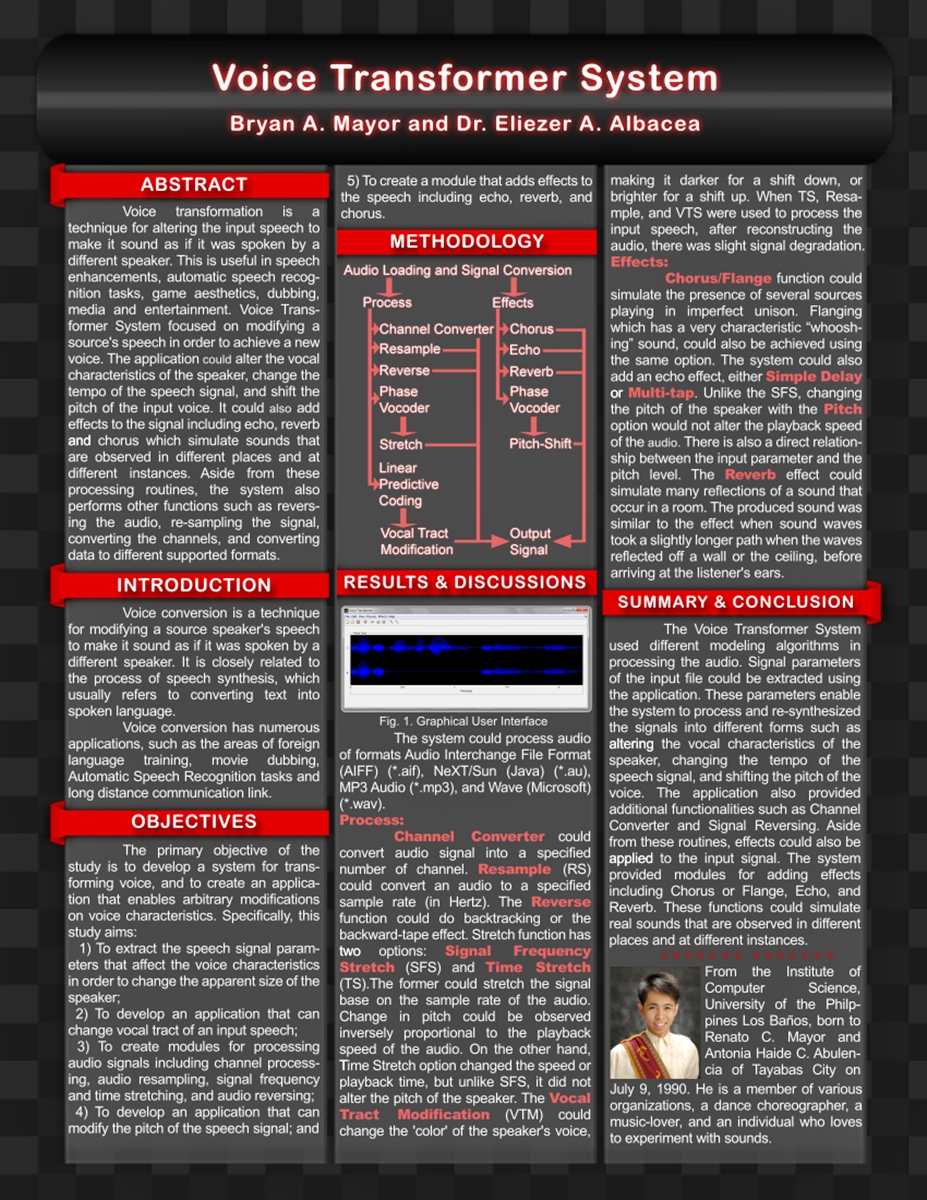 Voice Transformer System
Bryan A. Mayor and Dr. Eliezer A. Albacea
ABSTRACT
Voice transformation is a
technique for altering the input speech to
make it sound as if it was spoken by a
different speaker. This is useful in speech
enhancements, automatic speech recog-
nition tasks, game aesthetics, dubbing,
media and entertainment. Voice Trans-
former System focused on modifying a
source's speech in order to achieve a new
voice. The application could alter the vocal
characteristics of the speaker, change the
tempo of the speech signal, and shift the
pitch of the input voice. It could also add
effects to the signal including echo, reverb
and chorus which simulate sounds that
are observed in different places and at
different instances. Aside from these
processing routines, the system also
performs other functions such as revers-
ing the audio, re-sampling the signal,
converting the channels, and converting
data to different supported formats.
INTRODUCTION
Voice conversion is a technique
for modifying a source speaker's speech
to make it sound as if it was spoken by a
different speaker. It is closely related to
the process of speech synthesis, which
usually refers to converting text into
spoken language.
Voice conversion has numerous
applications, such as the areas of foreign
language training, movie dubbing,
Automatic Speech Recognition tasks and
long distance communication link.
OBJECTIVES
The primary objective of the
study is to develop a system for trans-
forming voice, and to create an applica-
tion that enables arbitrary modifications
on voice characteristics. Specifically, this
study aims:
1) To extract the speech signal param-
eters that affect the voice characteristics
in order to change the apparent size of the
speaker;
2) To develop an application that can
change vocal tract of an input speech;
3) To create modules for processing
audio signals including channel process-
ing, audio resampling, signal frequency
and time stretching, and audio reversing;
4) To develop an application that can
modify the pitch of the speech signal; and
5) To create a module that adds effects to
the speech including echo, reverb, and
chorus.
METHODOLOGY
Audio Loading and Signal Conversion
Process Effects
Channel Converter Chorus
Resample Echo
Reverse Reverb
Phase Vocoder Phase Vocoder
Stretch Pitch-Shift
Linear
Predictive
Coding
Vocal Tract Modification Output Signal
RESULTS & DISCUSSIONS
Fig. 1. Graphical User Interface
The system could process audio
of formats Audio Interchange File Format
(AIFF) (*.aif), NeXT/Sun (Java) (*.au),
MP3 Audio (*.mp3), and Wave (Microsoft)
(*.wav).
Process:
Channel Converter could
convert audio signal into a specified
number of channel. Resample (RS)
could convert an audio to a specified
sample rate (in Hertz). The Reverse
function could do backtracking or the
backward-tape effect. Stretch function has
two options: Signal Frequency
Stretch (SFS) and Time Stretch
(TS).The former could stretch the signal
base on the sample rate of the audio.
Change in pitch could be observed
inversely proportional to the playback
speed of the audio. On the other hand,
Time Stretch option changed the speed or
playback time, but unlike SFS, it did not
alter the pitch of the speaker. The Vocal
Tract Modification (VTM) could
change the 'color' of the speaker's voice,
making it darker for a shift down, or
brighter for a shift up. When TS, Resa-
mple, and VTS were used to process the
input speech, after reconstructing the
audio, there was slight signal degradation.
Effects:
Chorus/Flange function could
simulate the presence of several sources
playing in imperfect unison. Flanging
which has a very characteristic “whoosh-
ing” sound, could also be achieved using
the same option. The system could also
add an echo effect, either Simple Delay
or Multi-tap. Unlike the SFS, changing
the pitch of the speaker with the Pitch
option would not alter the playback speed
of the audio. There is also a direct relation-
ship between the input parameter and the
pitch level. The Reverb effect could
simulate many reflections of a sound that
occur in a room. The produced sound was
similar to the effect when sound waves
took a slightly longer path when the waves
reflected off a wall or the ceiling, before
arriving at the listener's ears.
SUMMARY & CONCLUSION
The Voice Transformer System
used different modeling algorithms in
processing the audio. Signal parameters
of the input file could be extracted using
the application. These parameters enable
the system to process and re-synthesized
the signals into different forms such as
altering the vocal characteristics of the
speaker, changing the tempo of the
speech signal, and shifting the pitch of the
voice. The application also provided
additional functionalities such as Channel
Converter and Signal Reversing. Aside
from these routines, effects could also be
applied to the input signal. The system
provided modules for adding effects
including Chorus or Flange, Echo, and
Reverb. These functions could simulate
real sounds that are observed in different
places and at different instances.
From the Institute of
Computer Science,
University of the Philp-
pines Los Baños, born to
Renato C. Mayor and
Antonia Haide C. Abulen-
cia of Tayabas City on
July 9, 1990. He is a member of various
organizations, a dance choreographer, a
music-lover, and an individual who loves
to experiment with sounds.